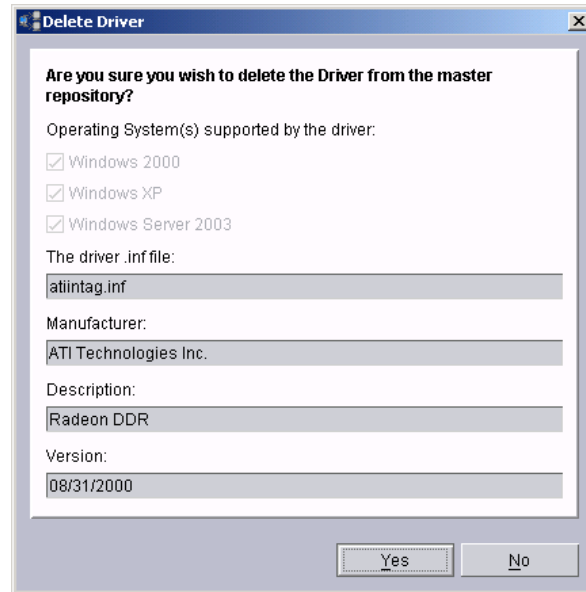 Delete Driver
Are you sure you wish to delete the Driver from the master
repository?
Operating System(s) supported by the driver:
Windows 2000
Windows XP
Windows Server 2003
The driver .inf file:
atiintag.inf
Manufacturer:
ATI Technologies Inc.
Description:
Radeon DDR
Version:
08/31/2000
Yes No